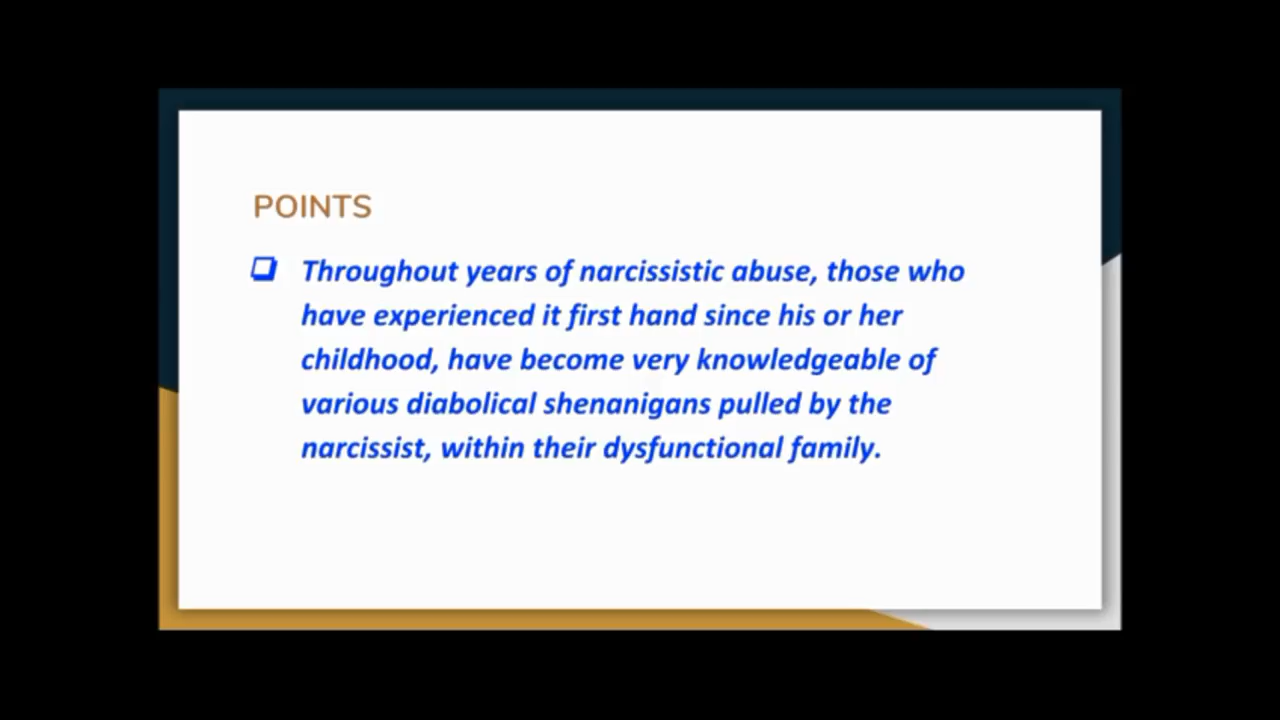 POINTS
❑ Throughout years of narcissistic abuse, those who
have experienced it first hand since his or her
childhood, have become very knowledgeable of
various diabolical shenanigans pulled by the
narcissist, within their dysfunctional family.